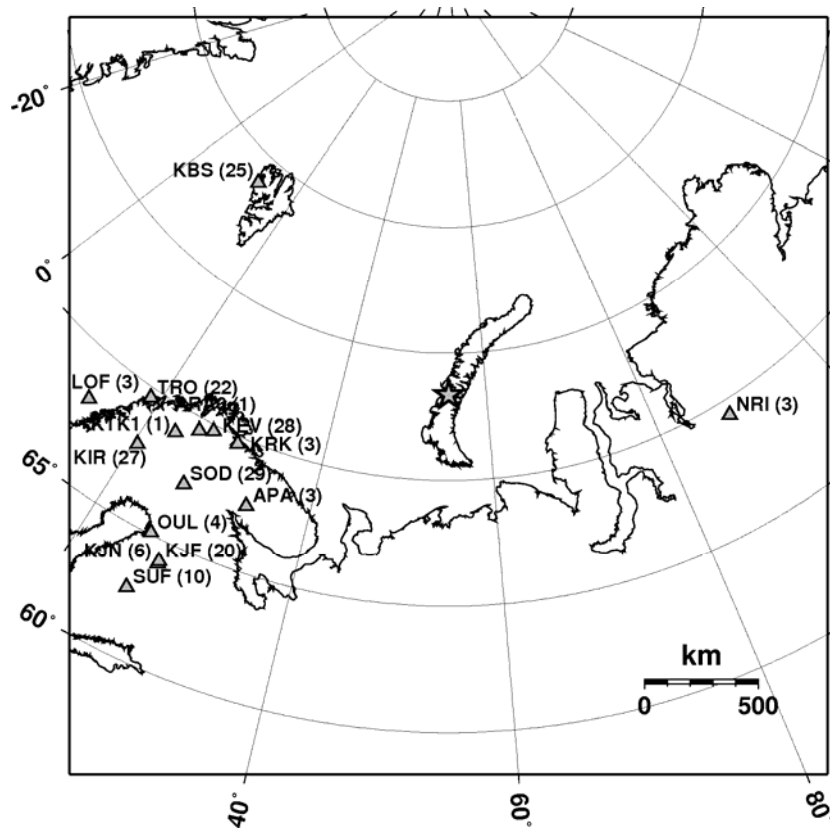 -20°
KBS (25)
0°
LOF (3)
TRO (22)
KTK1 (1)
KEV (28)
KRK (3)
NRI (3)
KIR (27)
65°
SOD (29)
APA (3)
OUL (4)
KJN (6)
KJF (20)
SUF (10)
60°
km
0 500
40°
60°
80